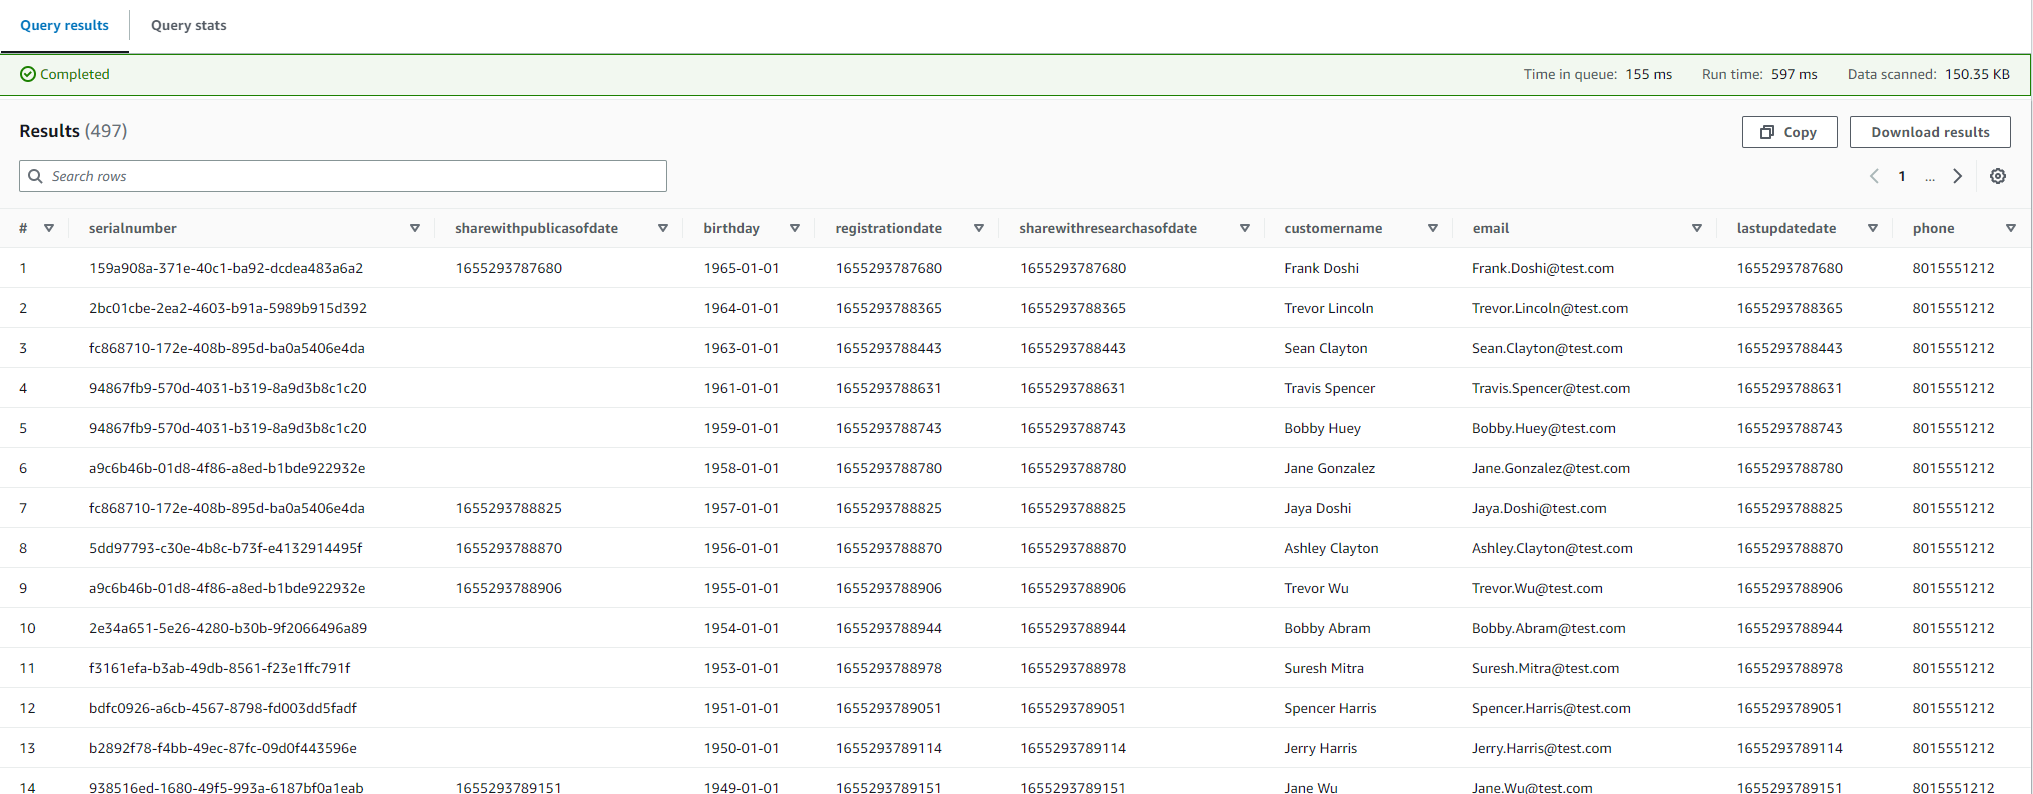 Query results Query stats
Completed Time in queue: 155 ms Run time: 597 ms Data scanned: 150.35 KB
Results (497) Copy Download results
Search rows 1 ...
# serialnumber sharewithpublicasofdate birthday registrationdate sharewithresearchasofdate customername email lastupdatedate phone
1 159a908a-371e-40c1-ba92-dcdea483a6a2 1655293787680 1965-01-01 1655293787680 1655293787680 Frank Doshi Frank.Doshi@test.com 1655293787680 8015551212
2 2bc01cbe-2ea2-4603-b91a-5989b915d392 1964-01-01 1655293788365 1655293788365 Trevor Lincoln Trevor.Lincoln@test.com 1655293788365 8015551212
3 fc868710-172e-408b-895d-ba0a5406e4da 1963-01-01 1655293788443 1655293788443 Sean Clayton Sean.Clayton@test.com 1655293788443 8015551212
4 94867fb9-570d-4031-b319-8a9d3b8c1c20 1961-01-01 1655293788631 1655293788631 Travis Spencer Travis.Spencer@test.com 1655293788631 8015551212
5 94867fb9-570d-4031-b319-8a9d3b8c1c20 1959-01-01 1655293788743 1655293788743 Bobby Huey Bobby.Huey@test.com 1655293788743 8015551212
6 a9c6b46b-01d8-4f86-a8ed-b1bde922932e 1958-01-01 1655293788780 1655293788780 Jane Gonzalez Jane.Gonzalez@test.com 1655293788780 8015551212
7 fc868710-172e-408b-895d-ba0a5406e4da 1655293788825 1957-01-01 1655293788825 1655293788825 Jaya Doshi Jaya.Doshi@test.com 1655293788825 8015551212
8 5dd97793-c30e-4b8c-b73f-e4132914495f 1655293788870 1956-01-01 1655293788870 1655293788870 Ashley Clayton Ashley.Clayton@test.com 1655293788870 8015551212
9 a9c6b46b-01d8-4f86-a8ed-b1bde922932e 1655293788906 1955-01-01 1655293788906 1655293788906 Trevor Wu Trevor.Wu@test.com 1655293788906 8015551212
10 2e34a651-5e26-4280-b30b-9f2066496a89 1954-01-01 1655293788944 1655293788944 Bobby Abram Bobby.Abram@test.com 1655293788944 8015551212
11 f3161efa-b3ab-49db-8561-f23e1ffc791f 1953-01-01 1655293788978 1655293788978 Suresh Mitra Suresh.Mitra@test.com 1655293788978 8015551212
12 bdfc0926-a6cb-4567-8798-fd003dd5fadf 1951-01-01 1655293789051 1655293789051 Spencer Harris Spencer.Harris@test.com 1655293789051 8015551212
13 b2892f78-f4bb-49ec-87fc-09d0f443596e 1950-01-01 1655293789114 1655293789114 Jerry Harris Jerry.Harris@test.com 1655293789114 8015551212
14 938516ed-1680-49f5-993a-6187bf0a1eab 1655293789151 1949-01-01 1655293789151 1655293789151 Jane Wu Jane.Wu@test.com 1655293789151 8015551212